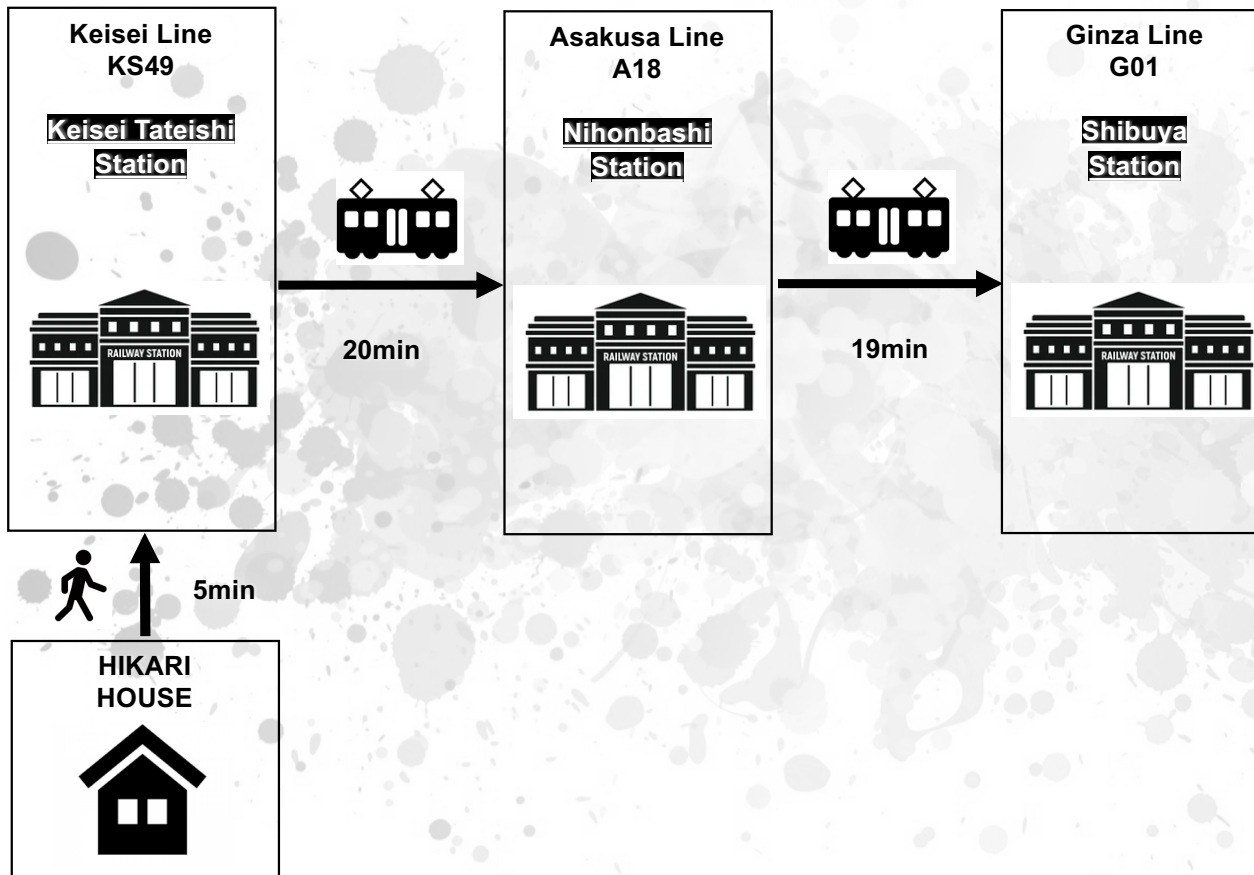 Keisei Line
KS49
Keisei Tateishi
Station
RAILWAY STATION
20min
Asakusa Line
A18
Nihonbashi
Station
RAILWAY STATION
19min
Ginza Line
G01
Shibuya
Station
RAILWAY STATION
5min
HIKARI
HOUSE